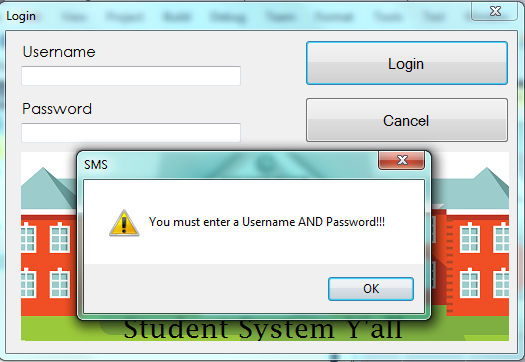 Login
Username
Login
Password
Cancel
SMS
You must enter a Username AND Password!!!
OK
Student System Y'all